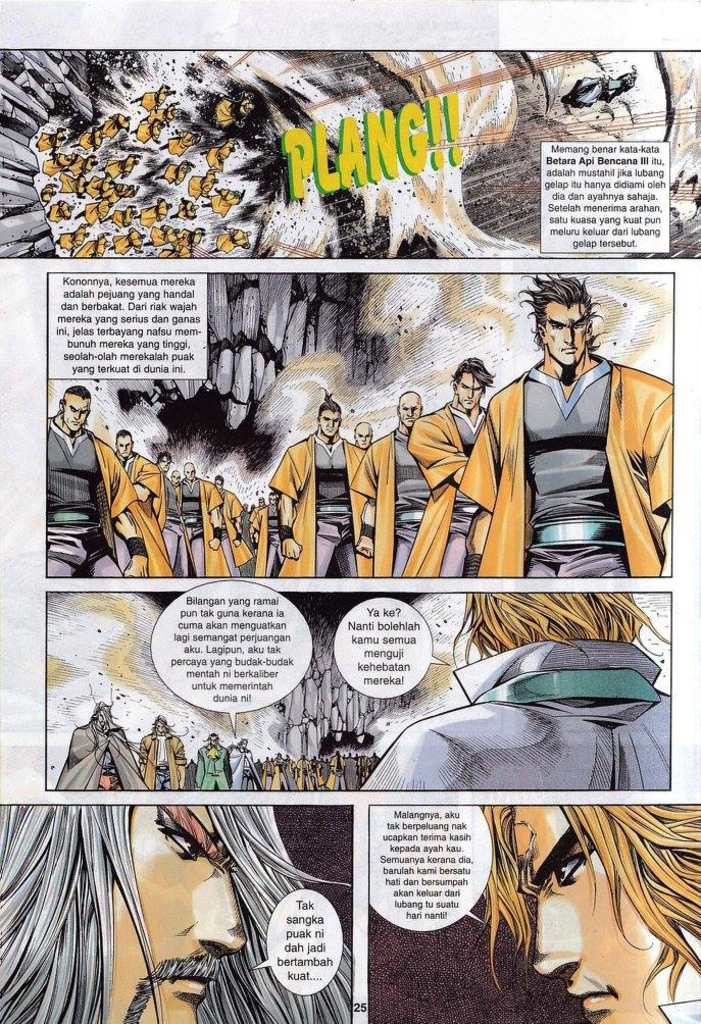 PLANG!!
Memang benar kata-kata
Betara Api Bencana III itu,
adalah mustahil jika lubang
gelap itu hanya didiami oleh
dia dan ayahnya sahaja.
Setelah menerima arahan,
satu kuasa yang kuat pun
meluru keluar dari lubang
gelap tersebut.
Kononnya, kesemua mereka
adalah pejuang yang handal
dan berbakat. Dari riak wajah
mereka yang serius dan ganas
ini, jelas terbayang nafsu mem-
bunuh mereka yang tinggi,
seolah-olah merekalah puak
yang terkuat di dunia ini.
Bilangan yang ramai
pun tak guna kerana ia
cuma akan menguatkan
lagi semangat perjuangan
aku. Lagipun, aku tak
percaya yang budak-budak
mentah ni berkaliber
untuk memerintah
dunia ni!
Ya ke?
Nanti bolehlah
kamu semua
menguji
kehebatan
mereka!
Tak
sangka
puak ni
dah jadi
bertambah
kuat....
Malangnya, aku
tak berpeluang nak
ucapkan terima kasih
kepada ayah kau.
Semuanya kerana dia,
barulah kami bersatu
hati dan bersumpah
akan keluar dari
lubang tu suatu
hari nanti!
25